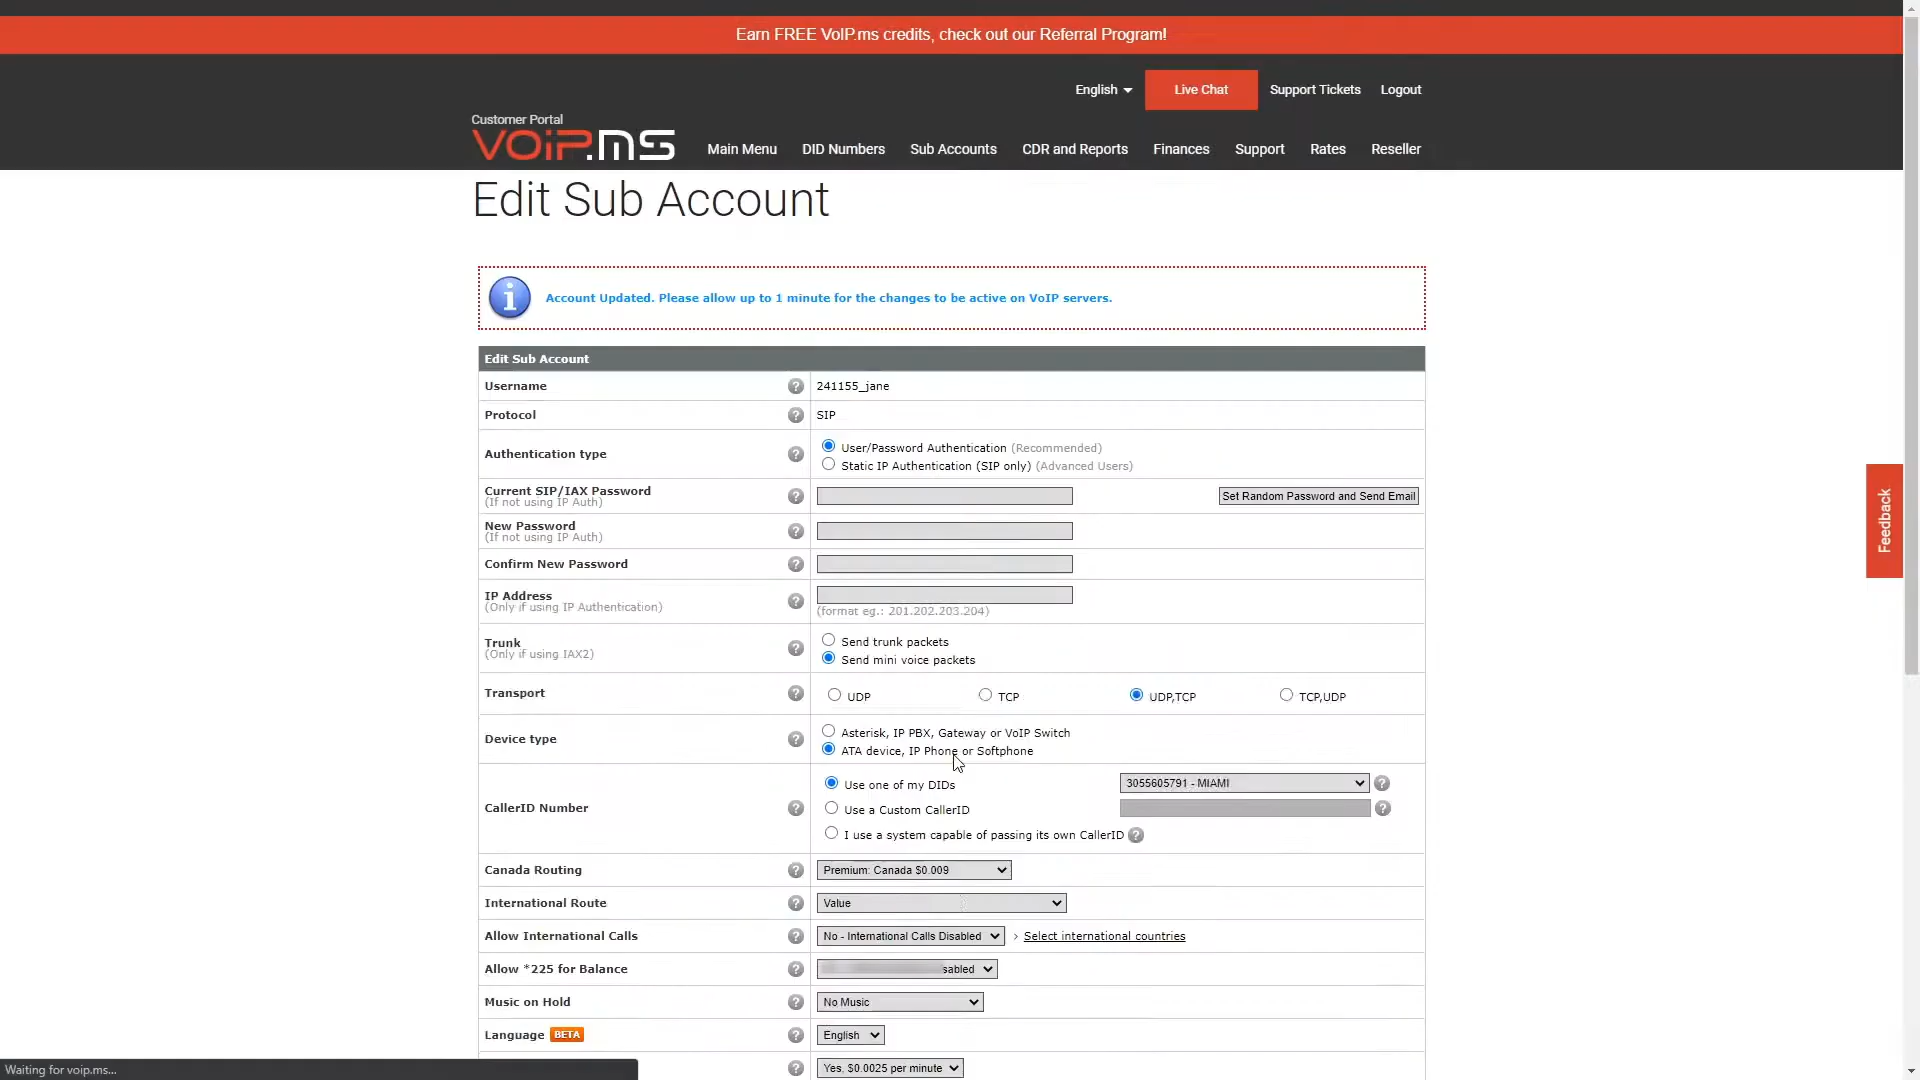 Earn FREE VoIP.ms credits, check out our Referral Program!
English
Live Chat
Support Tickets
Logout
Customer Portal
VOIP.MS
Main Menu
DID Numbers
Sub Accounts
CDR and Reports
Finances
Support
Rates
Reseller
Edit Sub Account
Account Updated. Please allow up to 1 minute for the changes to be active on VoIP servers.
Edit Sub Account
Username
241155_jane
Protocol
SIP
Authentication type
User/Password Authentication (Recommended)
Static IP Authentication (SIP only) (Advanced Users)
Current SIP/IAX Password
(If not using IP Auth)
Set Random Password and Send Email
New Password
(If not using IP Auth)
Confirm New Password
IP Address
(Only if using IP Authentication)
(format eg.: 201.202.203.204)
Trunk
(Only if using IAX2)
Send trunk packets
Send mini voice packets
Transport
UDP
TCP
UDP,TCP
TCP,UDP
Device type
Asterisk, IP PBX, Gateway or VoIP Switch
ATA device, IP Phone or Softphone
CallerID Number
Use one of my DIDs
3055605791 - MIAMI
Use a Custom CallerID
I use a system capable of passing its own CallerID
Canada Routing
Premium: Canada $0.009
International Route
Value
Allow International Calls
No - International Calls Disabled
› Select international countries
Allow *225 for Balance
sabled
Music on Hold
No Music
Language BETA
English
Yes, $0.0025 per minute
Feedback
Waiting for voip.ms...